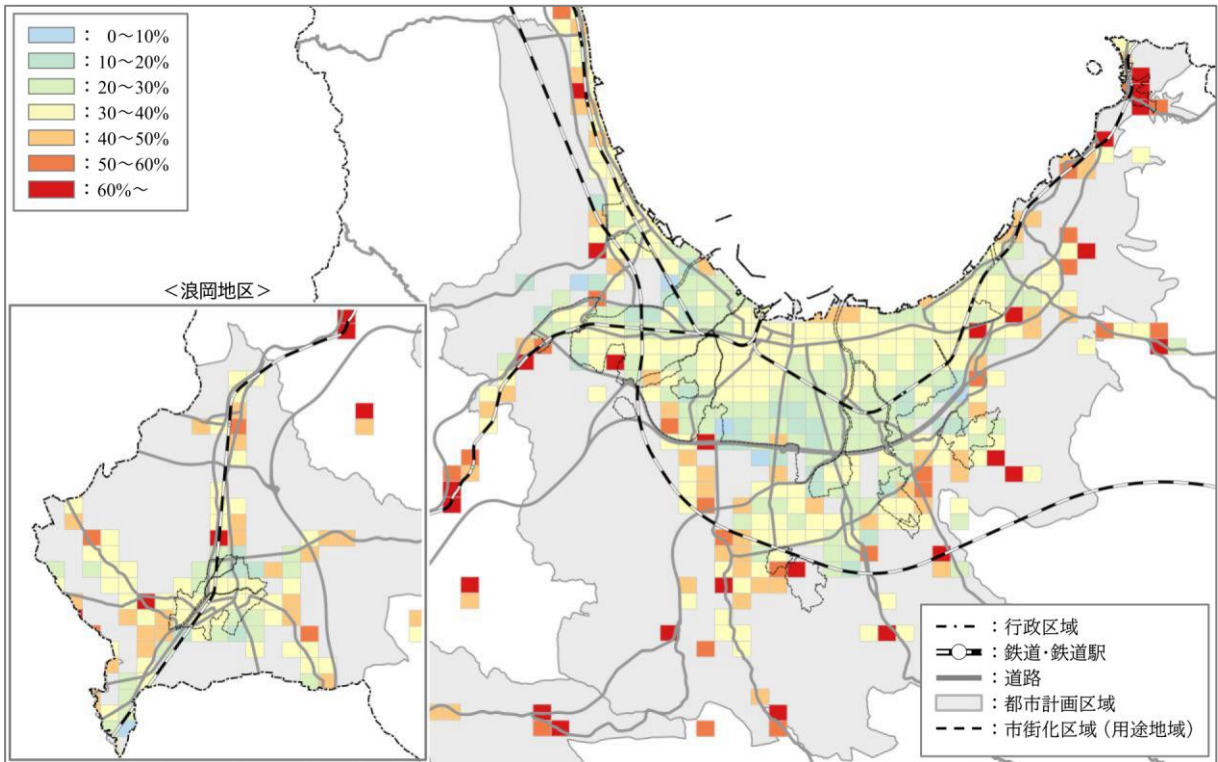 ： 0～10%
： 10～20%
： 20～30%
： 30～40%
： 40～50%
： 50～60%
： 60%～
＜浪岡地区＞
：行政区域
：鉄道・鉄道駅
：道路
：都市計画区域
：市街化区域（用途地域）